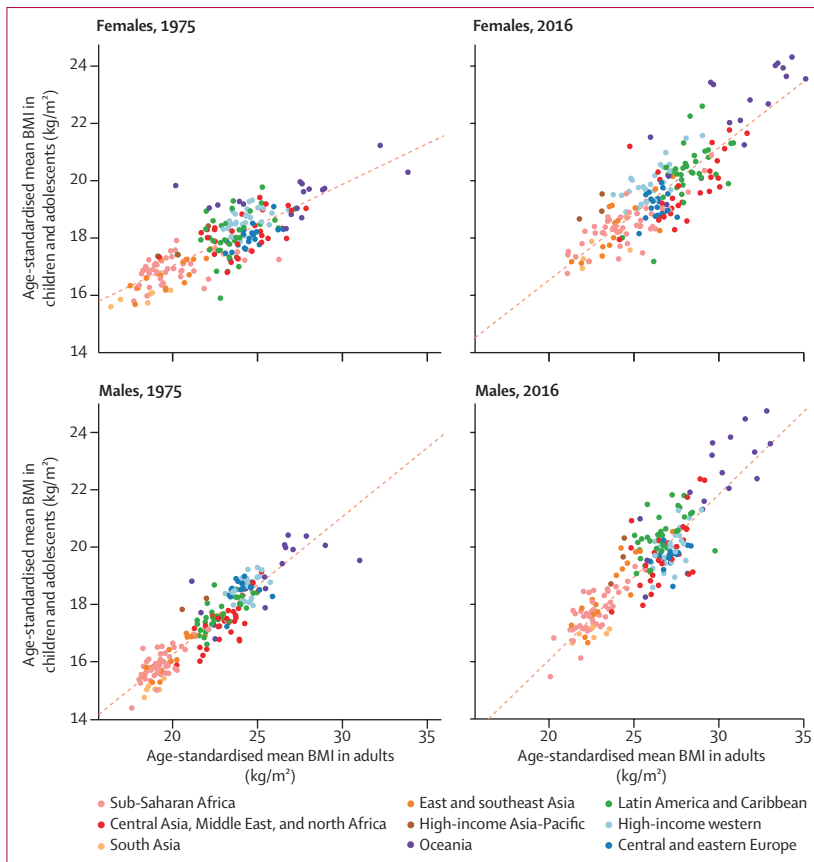 Females, 1975
Females, 2016
24
22
20
18
16
14
Age-standardised mean BMI in
children and adolescents (kg/m²)
Males, 1975
Males, 2016
24
22
20
18
16
14
Age-standardised mean BMI in
children and adolescents (kg/m²)
20 25 30 35
20 25 30 35
Age-standardised mean BMI in adults
(kg/m²)
Age-standardised mean BMI in adults
(kg/m²)
Sub-Saharan Africa
Central Asia, Middle East, and north Africa
South Asia
East and southeast Asia
High-income Asia-Pacific
Oceania
Latin America and Caribbean
High-income western
Central and eastern Europe